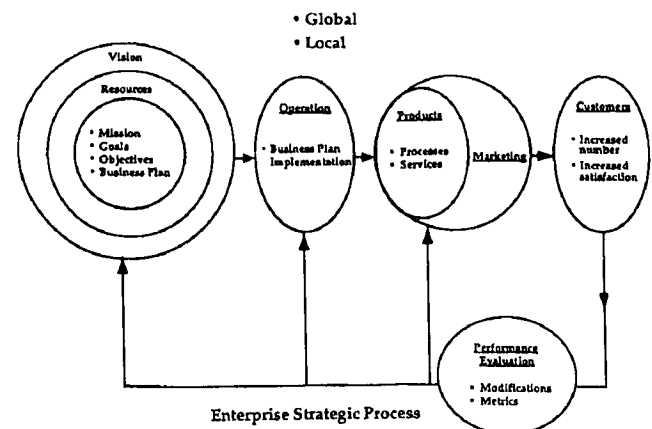 • Global
• Local
Vision
Resources
• Mission
• Goals
• Objectives
• Business Plan
Operation
• Business Plan
Implementation
Products
• Processes
• Services
Marketing
Customers
• Increased
number
• Increased
satisfaction
Performance
Evaluation
• Modifications
• Metrics
Enterprise Strategic Process